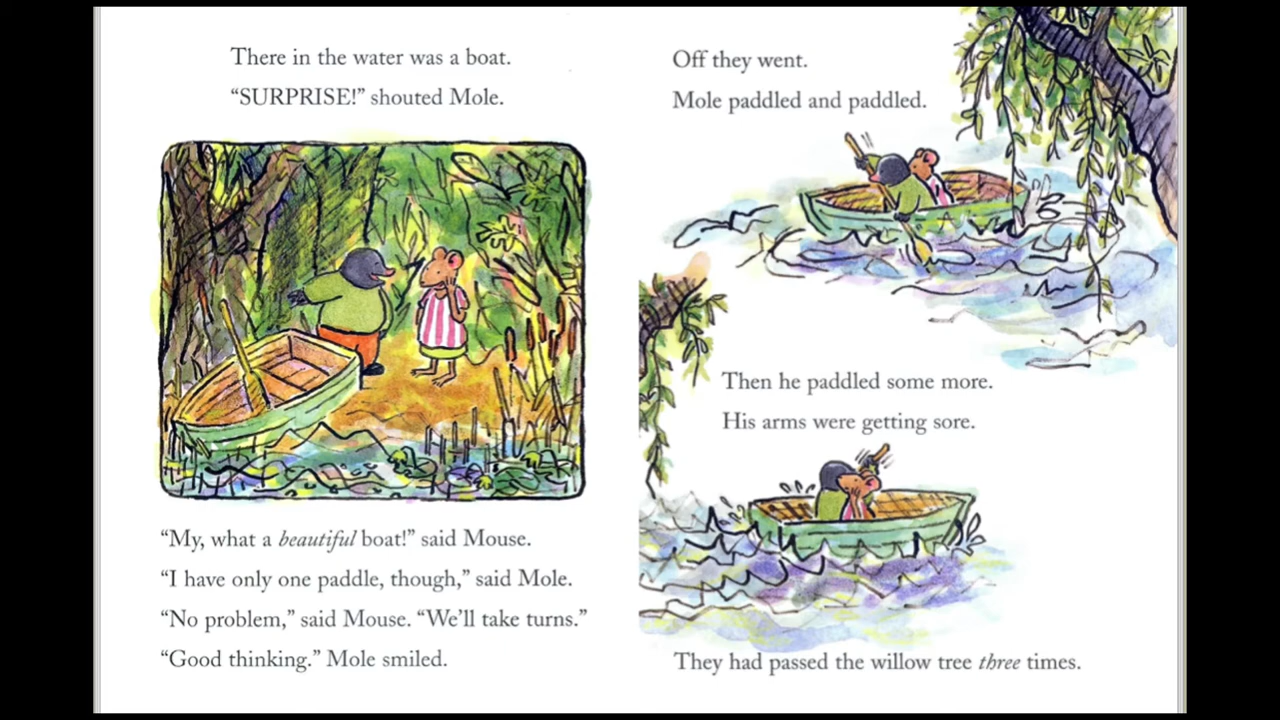 There in the water was a boat.
“SURPRISE!” shouted Mole.
“My, what a beautiful boat!” said Mouse.
“I have only one paddle, though,” said Mole.
“No problem,” said Mouse. “We’ll take turns.”
“Good thinking.” Mole smiled.
Off they went.
Mole paddled and paddled.
Then he paddled some more.
His arms were getting sore.
They had passed the willow tree three times.